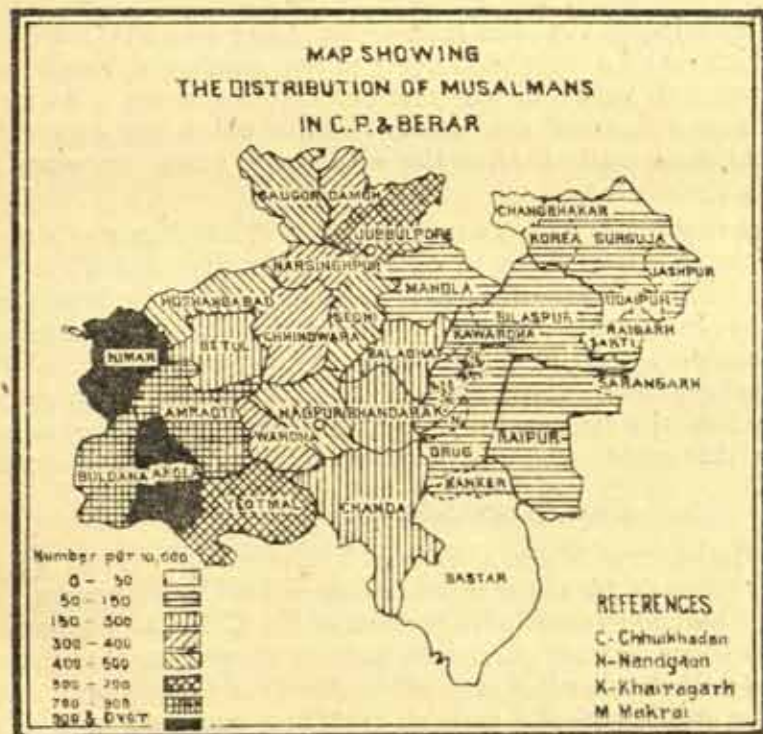 MAP SHOWING
THE DISTRIBUTION OF MUSALMANS
IN C.P. & BERAR
SAUGOR DAMOH
JUBBULPORE
CHANGBHAKAR
KOREA SURGUJA
JASHPUR
NARSINGHPUR
MANDLA
UDAIPUR
HOSHANGABAD
SEONI
BILASPUR
NIMAR
BETUL
CHHINDWARA
KAWARDHA
RAIGARH
SAKTI
BALAGHAT
SARANGARH
AMRAOTI
NAGPUR
BHANDARA
K
WARDHA
RAIPUR
BULDANA
AKOLA
DRUG
YEOTMAL
KANKER
CHANDA
BASTAR
Number per 10,000
0 - 50
50 - 150
150 - 300
300 - 400
400 - 500
500 - 700
700 - 900
900 & Over
REFERENCES
C - Chhuikhadan
N - Nandgaon
K - Khairagarh
M Makrai